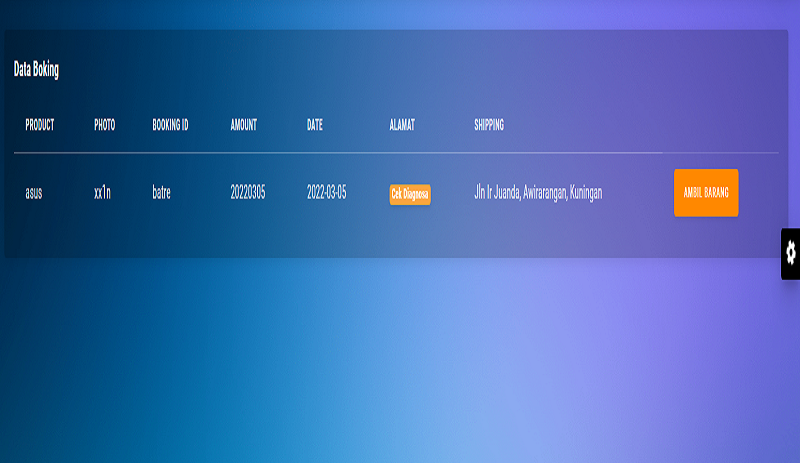 Data Boking
PRODUCT PHOTO BOOKING ID AMOUNT DATE ALAMAT SHIPPING
asus xx1n batre 20220305 2022-03-05 Cek Diagnosa Jln Ir Juanda, Awirarangan, Kuningan AMBIL BARANG